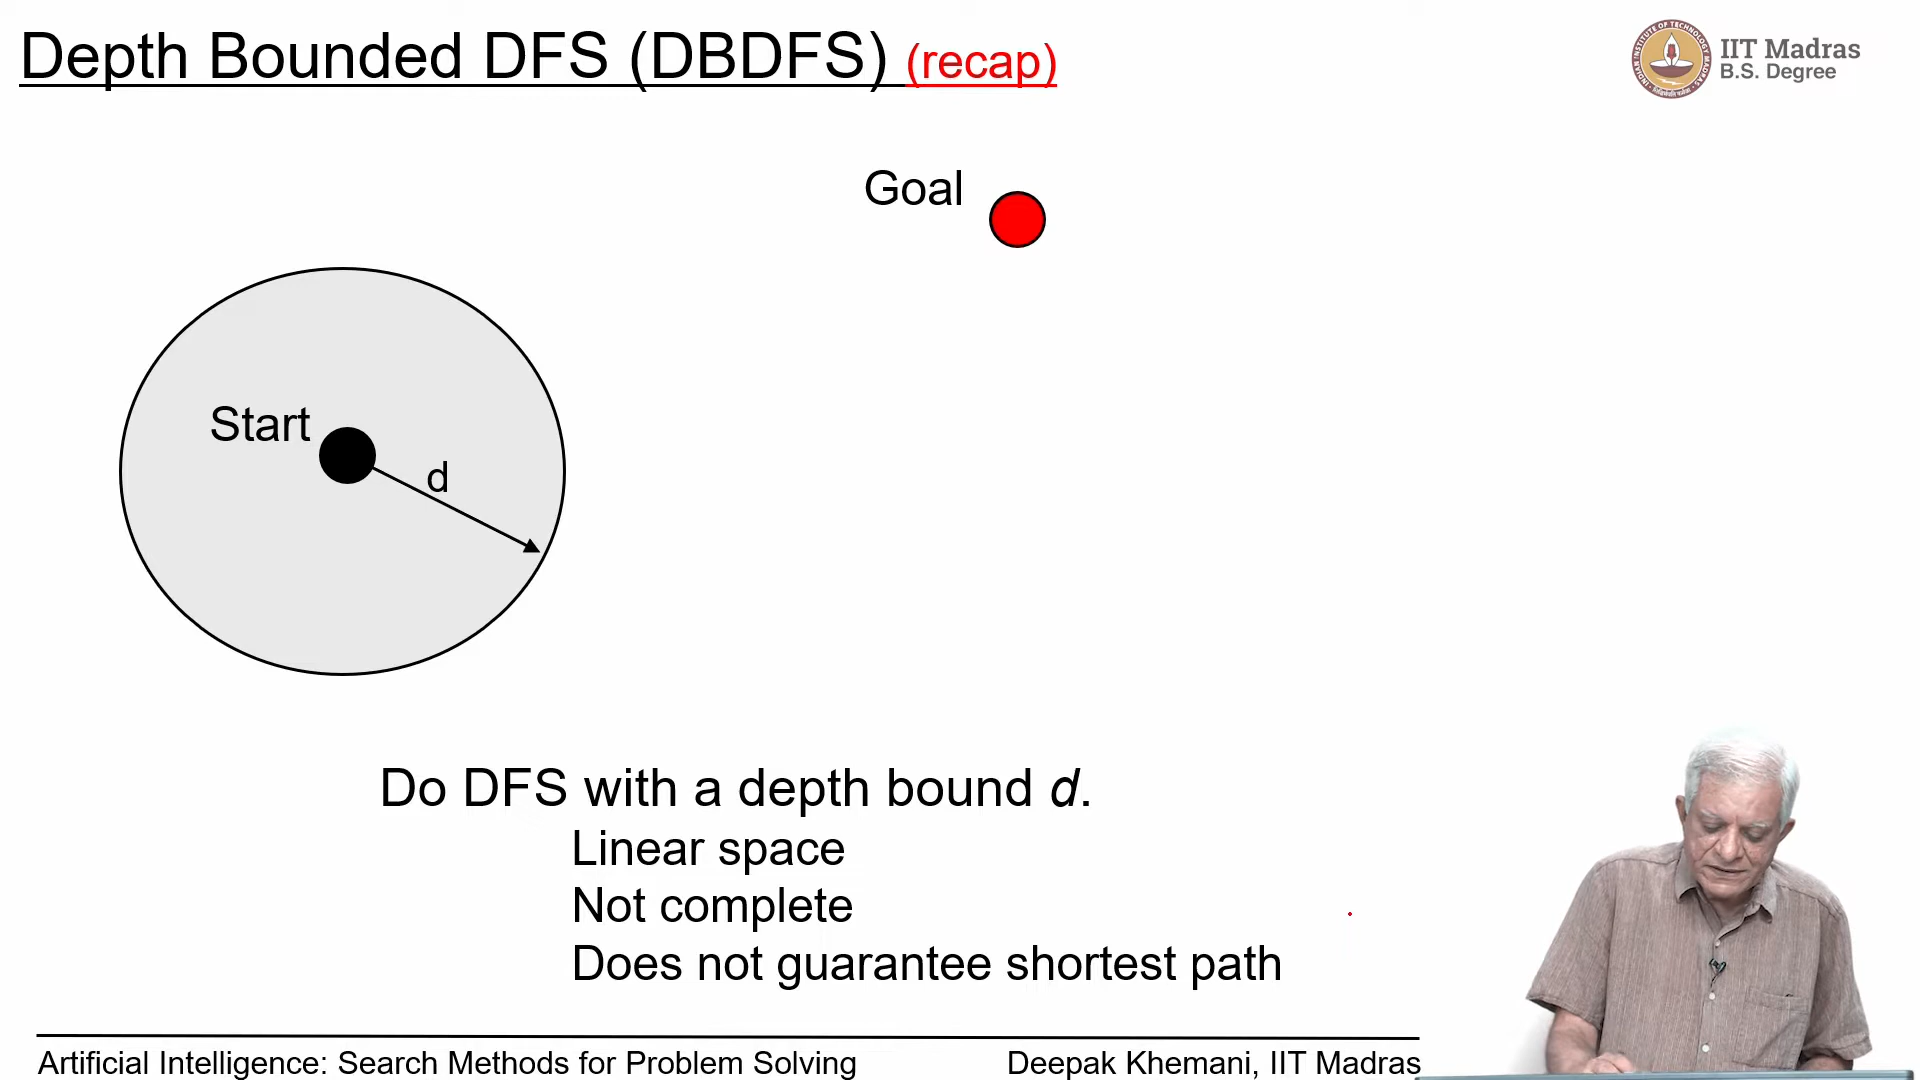 Depth Bounded DFS (DBDFS) (recap)
IIT Madras
B.S. Degree
Goal
Start
d
Do DFS with a depth bound d.
Linear space
Not complete
Does not guarantee shortest path
Artificial Intelligence: Search Methods for Problem Solving
Deepak Khemani, IIT Madras